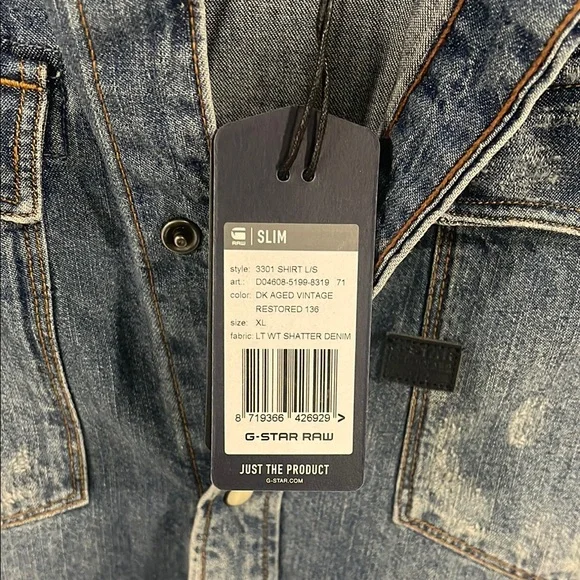 G RAW | SLIM
style: 3301 SHIRT L/S
art.: D04608-5199-8319 71
color: DK AGED VINTAGE
RESTORED 136
size: XL
fabric: LT WT SHATTER DENIM
8 719366 426929 >
G-STAR RAW
JUST THE PRODUCT
G-STAR.COM